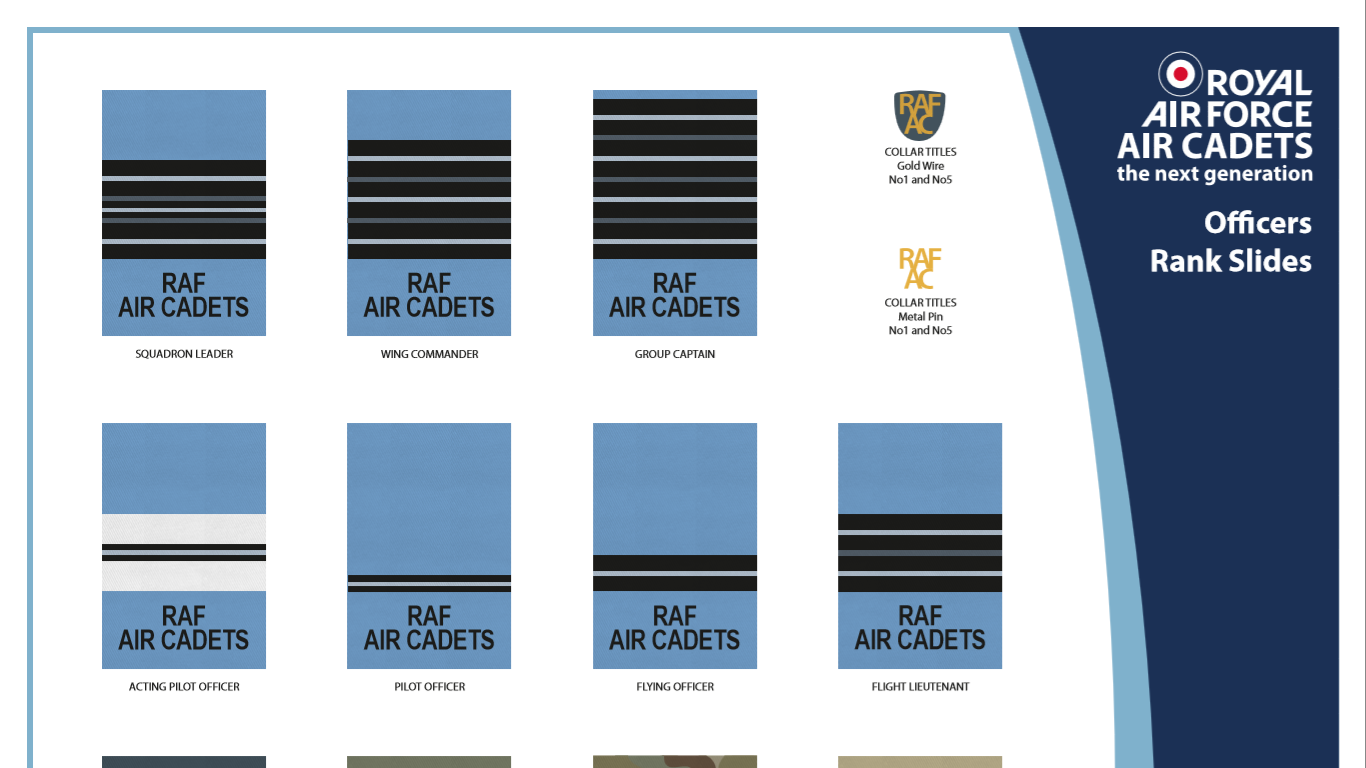 ROYAL
AIR FORCE
AIR CADETS
the next generation
Officers
Rank Slides
RAF
AIR CADETS
SQUADRON LEADER
RAF
AIR CADETS
WING COMMANDER
RAF
AIR CADETS
GROUP CAPTAIN
RAF
AC
COLLAR TITLES
Gold Wire
No1 and No5
RAF
AC
COLLAR TITLES
Metal Pin
No1 and No5
RAF
AIR CADETS
ACTING PILOT OFFICER
RAF
AIR CADETS
PILOT OFFICER
RAF
AIR CADETS
FLYING OFFICER
RAF
AIR CADETS
FLIGHT LIEUTENANT